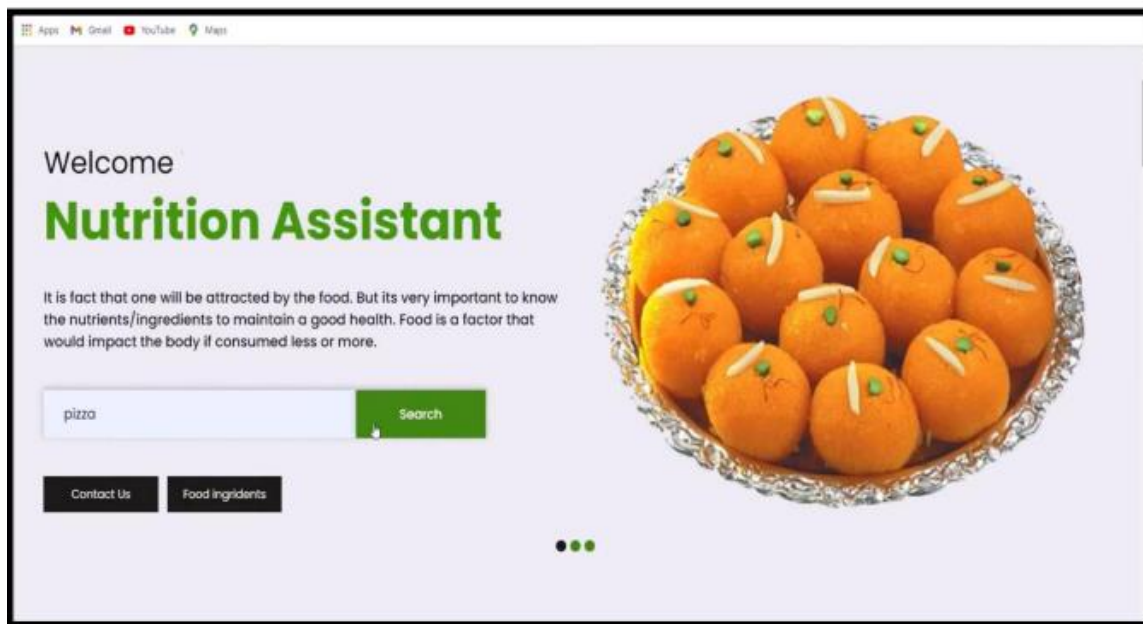 Apps Gmail YouTube Maps
Welcome
Nutrition Assistant
It is fact that one will be attracted by the food. But its very important to know
the nutrients/ingredients to maintain a good health. Food is a factor that
would impact the body if consumed less or more.
pizza Search
Contact Us Food ingridents